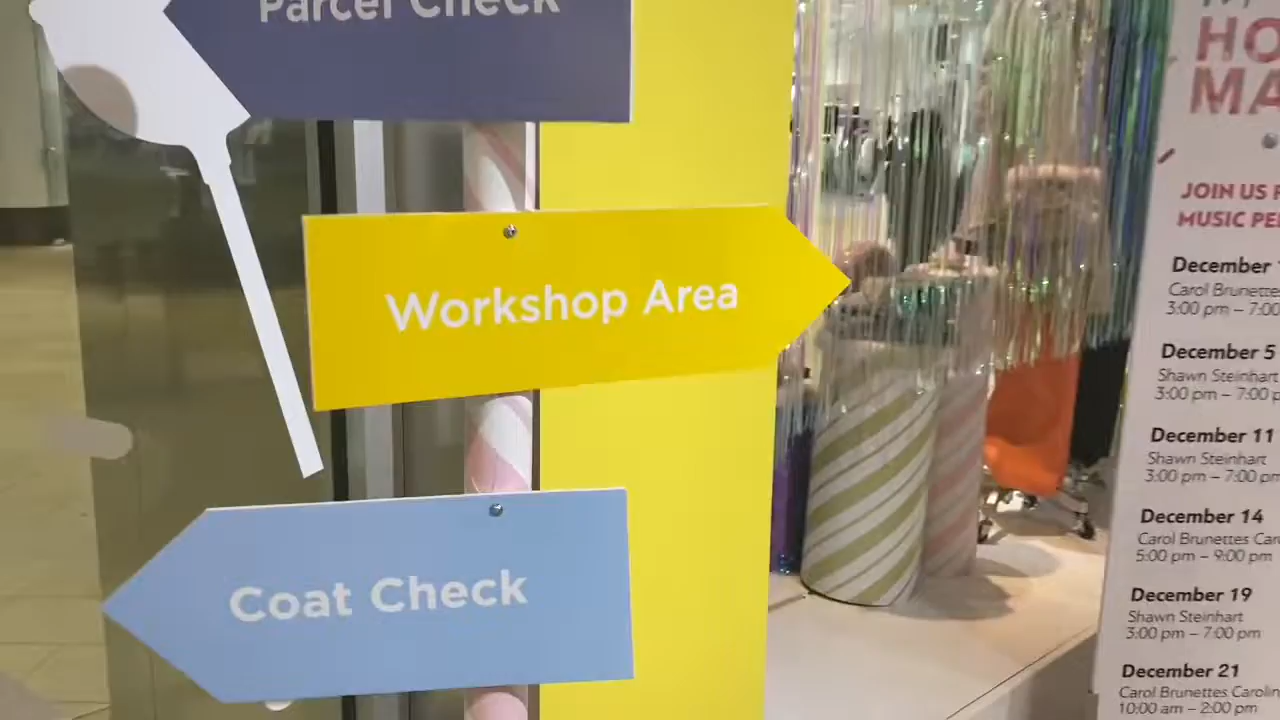 Parcel Check
Workshop Area
Coat Check
HO
MA
JOIN US
MUSIC
December
Carol Brunettes
3:00 pm – 7:00
December 5
Shawn Steinhart
3:00 pm – 7:00 p
December 11
Shawn Steinhart
3:00 pm – 7:00 pm
December 14
Carol Brunettes
5:00 pm – 9:00 pm
December 19
Shawn Steinhart
3:00 pm – 7:00 pm
December 21
Carol Brunettes
10:00 am – 2:00 pm